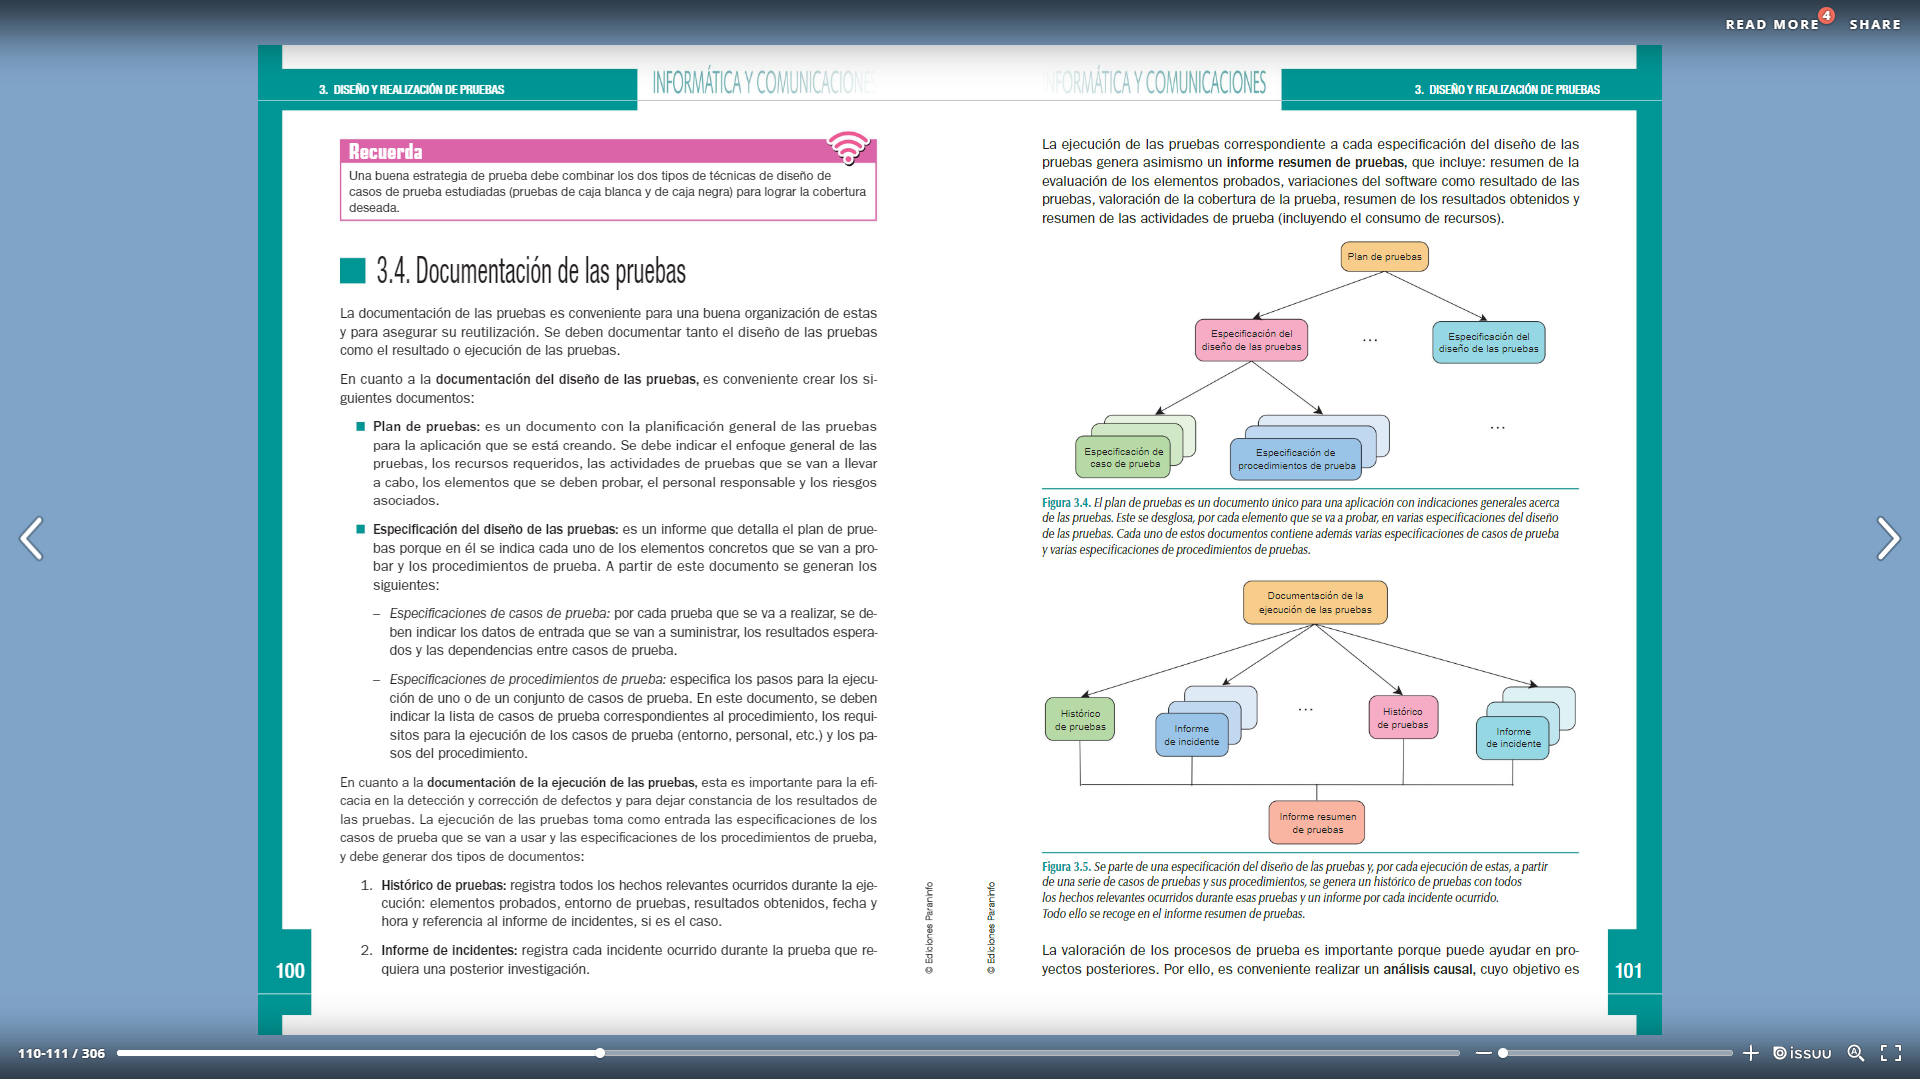 READ MORE 4 SHARE
3. DISEÑO Y REALIZACIÓN DE PRUEBAS
INFORMÁTICA Y COMUNICACIONES
Recuerda
Una buena estrategia de prueba debe combinar los dos tipos de técnicas de diseño de
casos de prueba estudiadas (pruebas de caja blanca y de caja negra) para lograr la cobertura
deseada.
3.4. Documentación de las pruebas
La documentación de las pruebas es conveniente para una buena organización de estas
y para asegurar su reutilización. Se deben documentar tanto el diseño de las pruebas
como el resultado o ejecución de las pruebas.
En cuanto a la documentación del diseño de las pruebas, es conveniente crear los si-
guientes documentos:
Plan de pruebas: es un documento con la planificación general de las pruebas
para la aplicación que se está creando. Se debe indicar el enfoque general de las
pruebas, los recursos requeridos, las actividades de pruebas que se van a llevar
a cabo, los elementos que se deben probar, el personal responsable y los riesgos
asociados.
Especificación del diseño de las pruebas: es un informe que detalla el plan de prue-
bas porque en él se indica cada uno de los elementos concretos que se van a pro-
bar y los procedimientos de prueba. A partir de este documento se generan los
siguientes:
– Especificaciones de casos de prueba: por cada prueba que se va a realizar, se de-
ben indicar los datos de entrada que se van a suministrar, los resultados espera-
dos y las dependencias entre casos de prueba.
– Especificaciones de procedimientos de prueba: especifica los pasos para la ejecu-
ción de uno o de un conjunto de casos de prueba. En este documento, se deben
indicar la lista de casos de prueba correspondientes al procedimiento, los requi-
sitos para la ejecución de los casos de prueba (entorno, personal, etc.) y los pa-
sos del procedimiento.
En cuanto a la documentación de la ejecución de las pruebas, esta es importante para la efi-
cacia en la detección y corrección de defectos y para dejar constancia de los resultados de
las pruebas. La ejecución de las pruebas toma como entrada las especificaciones de los
casos de prueba que se van a usar y las especificaciones de los procedimientos de prueba,
y debe generar dos tipos de documentos:
1. Histórico de pruebas: registra todos los hechos relevantes ocurridos durante la eje-
cución: elementos probados, entorno de pruebas, resultados obtenidos, fecha y
hora y referencia al informe de incidentes, si es el caso.
2. Informe de incidentes: registra cada incidente ocurrido durante la prueba que re-
quiera una posterior investigación.
© Ediciones Paraninfo
100
INFORMÁTICA Y COMUNICACIONES
3. DISEÑO Y REALIZACIÓN DE PRUEBAS
La ejecución de las pruebas correspondiente a cada especificación del diseño de las
pruebas genera asimismo un informe resumen de pruebas, que incluye: resumen de la
evaluación de los elementos probados, variaciones del software como resultado de las
pruebas, valoración de la cobertura de la prueba, resumen de los resultados obtenidos y
resumen de las actividades de prueba (incluyendo el consumo de recursos).
Plan de pruebas
Especificación del
diseño de las pruebas
...
Especificación del
diseño de las pruebas
Especificación de
caso de prueba
Especificación de
procedimientos de prueba
...
Figura 3.4. El plan de pruebas es un documento único para una aplicación con indicaciones generales acerca
de las pruebas. Este se desglosa, por cada elemento que se va a probar, en varias especificaciones del diseño
de las pruebas. Cada uno de estos documentos contiene además varias especificaciones de casos de prueba
y varias especificaciones de procedimientos de pruebas.
Documentación de la
ejecución de las pruebas
Histórico
de pruebas
Informe
de incidente
...
Histórico
de pruebas
Informe
de incidente
Informe resumen
de pruebas
Figura 3.5. Se parte de una especificación del diseño de las pruebas y, por cada ejecución de estas, a partir
de una serie de casos de pruebas y sus procedimientos, se genera un histórico de pruebas con todos
los hechos relevantes ocurridos durante esas pruebas y un informe por cada incidente ocurrido.
Todo ello se recoge en el informe resumen de pruebas.
La valoración de los procesos de prueba es importante porque puede ayudar en pro-
yectos posteriores. Por ello, es conveniente realizar un análisis causal, cuyo objetivo es
© Ediciones Paraninfo
101
110-111 / 306
issuu